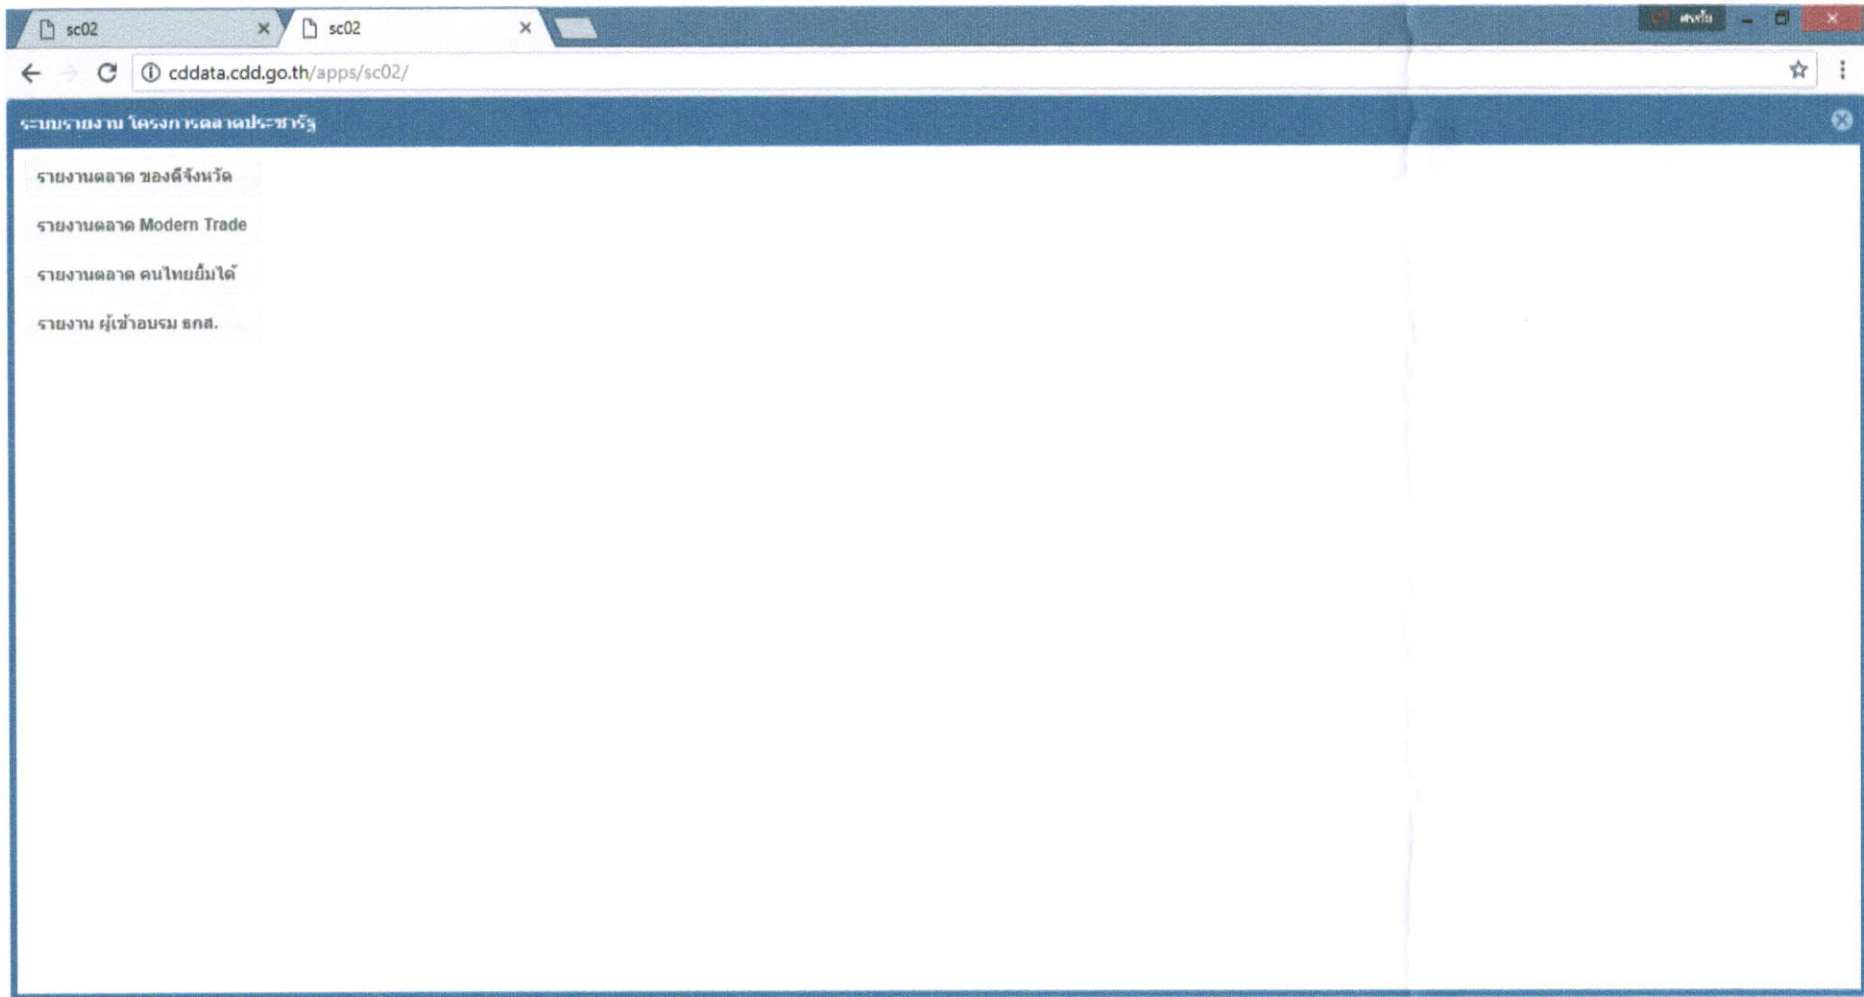 sc02
sc02
cddata.cdd.go.th/apps/sc02/
ระบบรายงาน โครงการตลาดประชารัฐ
รายงานตลาด ของดีจังหวัด
รายงานตลาด Modern Trade
รายงานตลาด คนไทยยิ้มได้
รายงาน ผู้เข้าอบรม ธกส.